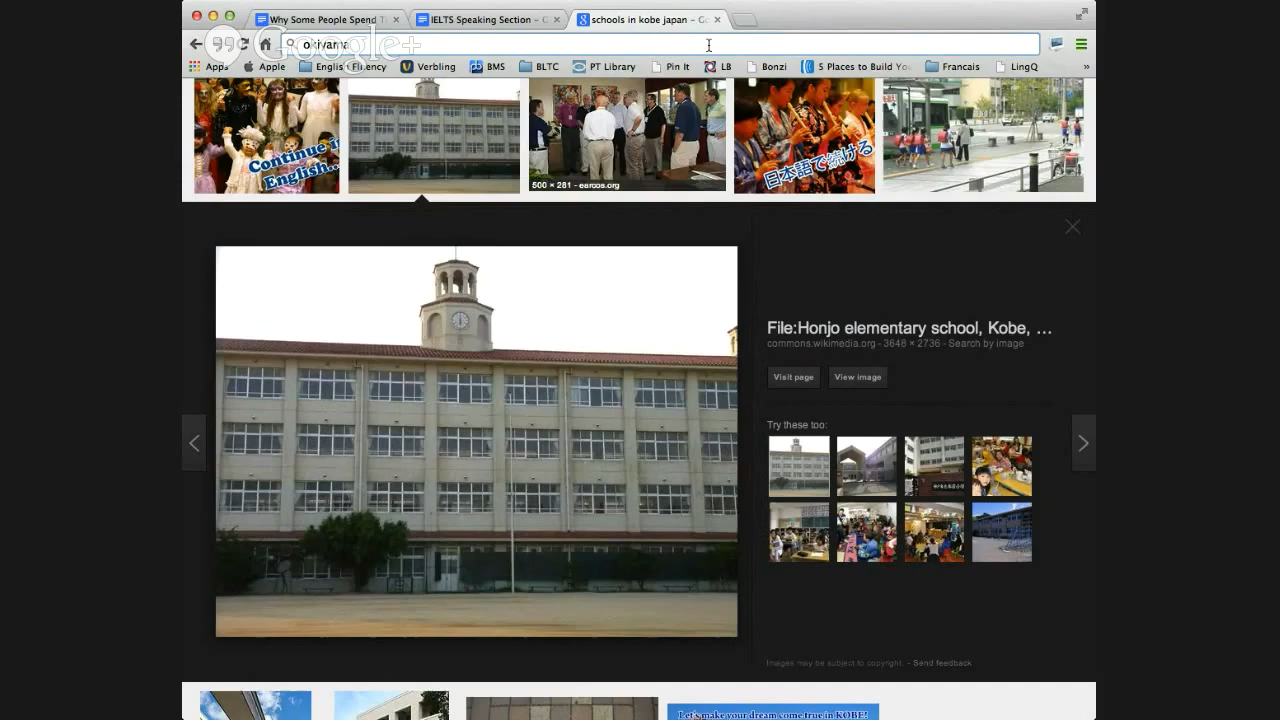 Why Some People Spend T
IELTS Speaking Section – G
schools in kobe japan – Go
okiyama
Google+
Apps
Apple
English Fluency
Verbling
BMS
BLTC
PT Library
Pin It
LB
Bonzi
5 Places to Build Yo
Francais
LingQ
»
Continue i
English..
500 × 281 - earcos.org
日本語で続ける
File:Honjo elementary school, Kobe, ...
commons.wikimedia.org - 3648 × 2736 - Search by image
Visit page
View image
Try these too:
Images may be subject to copyright. - Send feedback
Let's make your dream come true in KOBE!